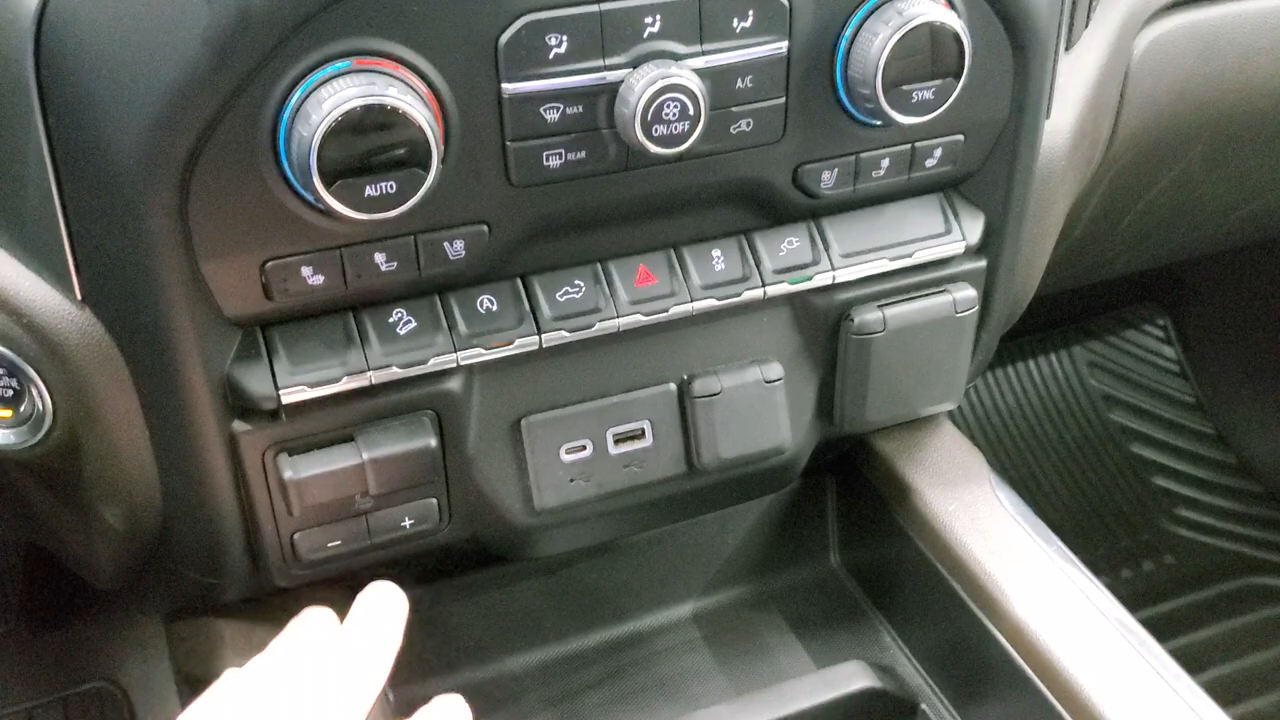 MAX
A/C
ON/OFF
REAR
SYNC
AUTO
A
OFF
− +